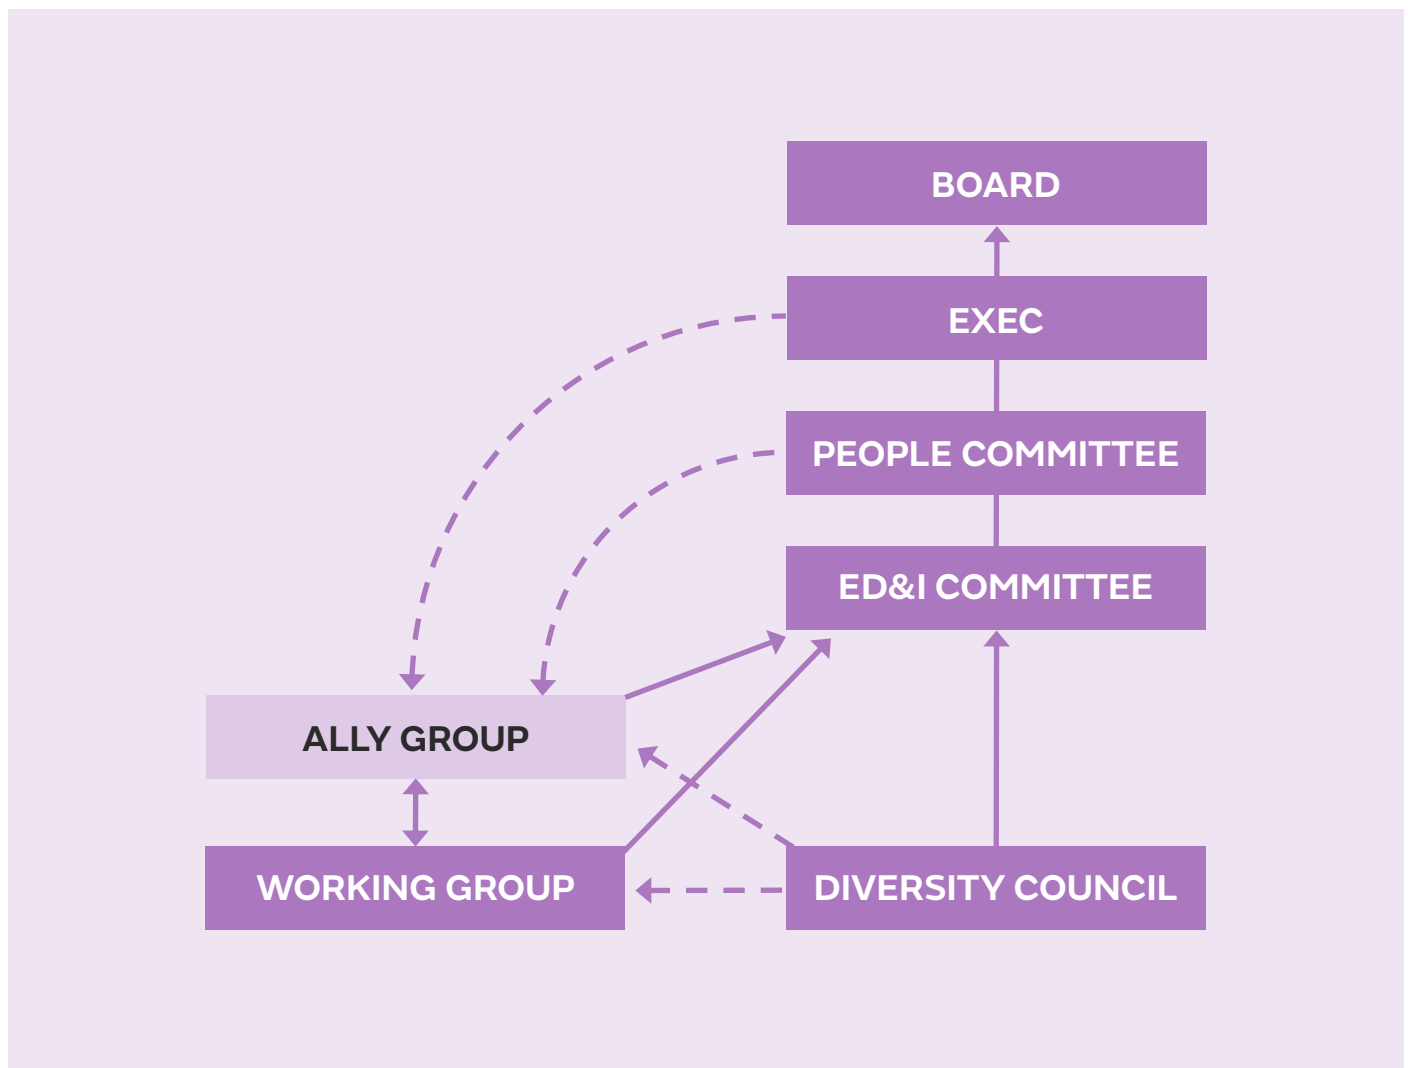 BOARD
EXEC
PEOPLE COMMITTEE
ED&I COMMITTEE
ALLY GROUP
WORKING GROUP
DIVERSITY COUNCIL